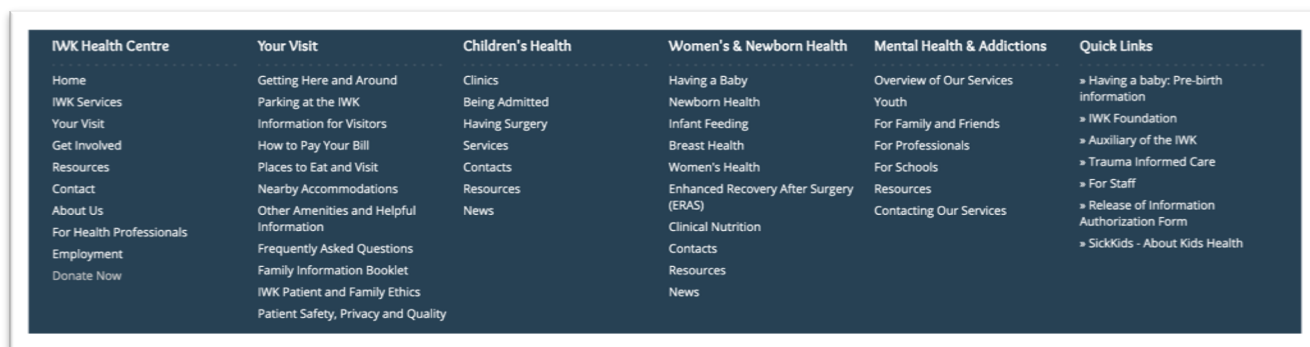 IWK Health Centre
Home
IWK Services
Your Visit
Get Involved
Resources
Contact
About Us
For Health Professionals
Employment
Donate Now
Your Visit
Getting Here and Around
Parking at the IWK
Information for Visitors
How to Pay Your Bill
Places to Eat and Visit
Nearby Accommodations
Other Amenities and Helpful
Information
Frequently Asked Questions
Family Information Booklet
IWK Patient and Family Ethics
Patient Safety, Privacy and Quality
Children's Health
Clinics
Being Admitted
Having Surgery
Services
Contacts
Resources
News
Women's & Newborn Health
Having a Baby
Newborn Health
Infant Feeding
Breast Health
Women's Health
Enhanced Recovery After Surgery
(ERAS)
Clinical Nutrition
Contacts
Resources
News
Mental Health & Addictions
Overview of Our Services
Youth
For Family and Friends
For Professionals
For Schools
Resources
Contacting Our Services
Quick Links
» Having a baby: Pre-birth
information
» IWK Foundation
» Auxiliary of the IWK
» Trauma Informed Care
» For Staff
» Release of Information
Authorization Form
» SickKids - About Kids Health